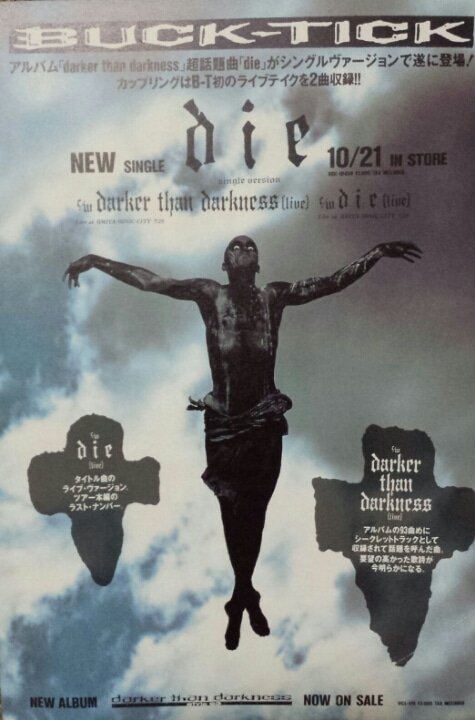 BUCK-TICK
アルバム「darker than darkness」超話題曲「die」がシングルヴァージョンで遂に登場!
カップリングはB-T初のライブテイクを2曲収録!!
NEW SINGLE die 10/21 IN STORE
single version
c/w darker than darkness (live) c/w die (live)
c/w
die
(live)
タイトル曲の
ライブ・ヴァージョン。
ツアー本編の
ラスト・ナンバー。
c/w
darker
than
darkness
(live)
アルバムの93曲めに
シークレットトラックとして
収録されて話題を呼んだ曲。
要望の高かった歌詩が
今明らかになる。
NEW ALBUM darker than darkness NOW ON SALE